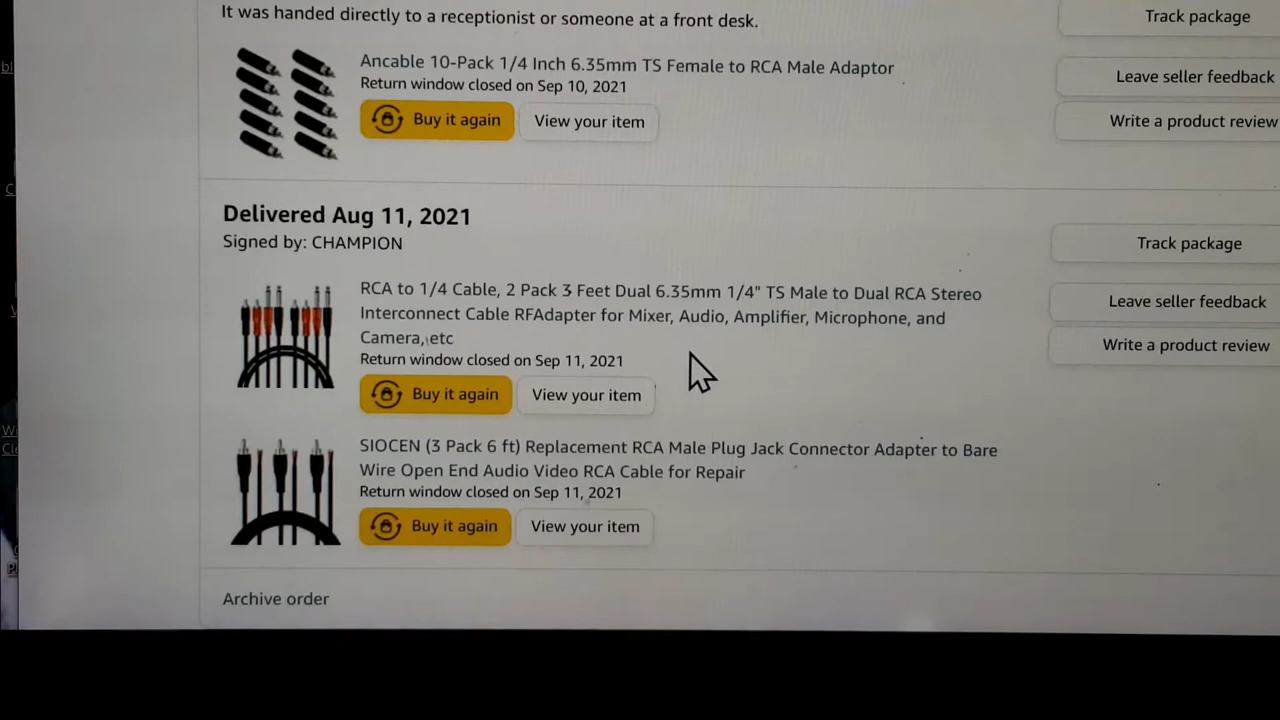 It was handed directly to a receptionist or someone at a front desk.
Track package
Ancable 10-Pack 1/4 Inch 6.35mm TS Female to RCA Male Adaptor
Return window closed on Sep 10, 2021
Leave seller feedback
Buy it again
View your item
Write a product review
Delivered Aug 11, 2021
Signed by: CHAMPION
Track package
RCA to 1/4 Cable, 2 Pack 3 Feet Dual 6.35mm 1/4" TS Male to Dual RCA Stereo
Interconnect Cable RFAdapter for Mixer, Audio, Amplifier, Microphone, and
Camera, etc
Return window closed on Sep 11, 2021
Leave seller feedback
Write a product review
Buy it again
View your item
SIOCEN (3 Pack 6 ft) Replacement RCA Male Plug Jack Connector Adapter to Bare
Wire Open End Audio Video RCA Cable for Repair
Return window closed on Sep 11, 2021
Buy it again
View your item
Archive order